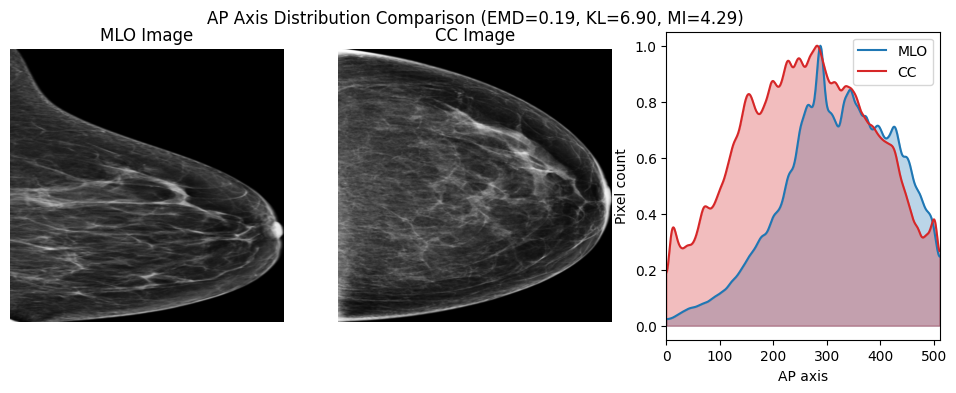 AP Axis Distribution Comparison (EMD=0.19, KL=6.90, MI=4.29)
MLO Image
CC Image
MLO
CC
Pixel count
1.0
0.8
0.6
0.4
0.2
0.0
0 100 200 300 400 500
AP axis